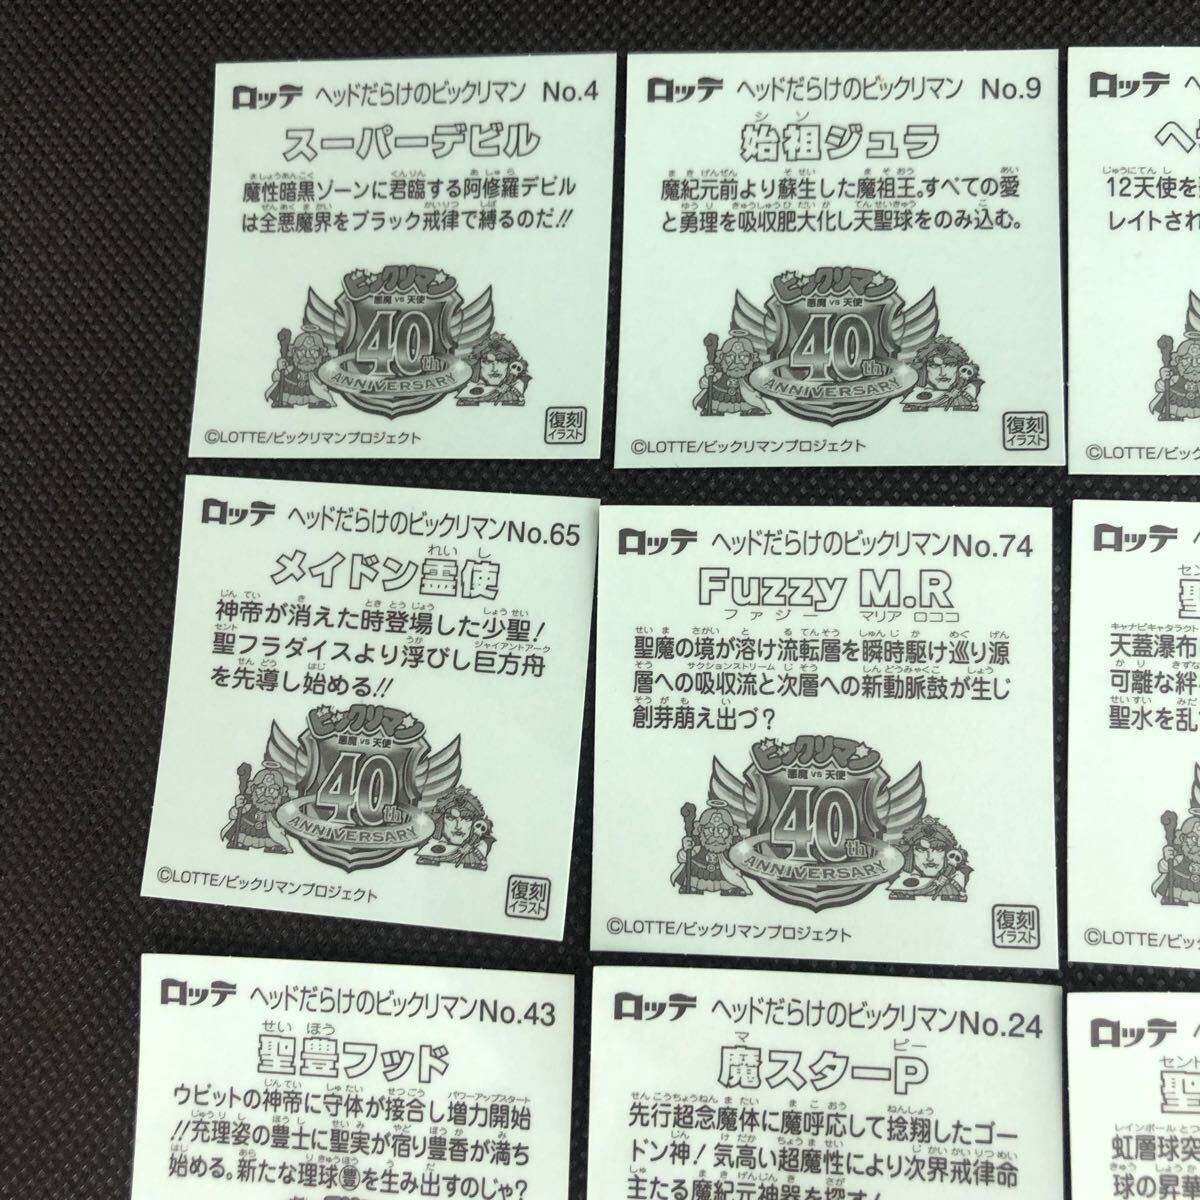 ロッテ ヘッドだらけのビックリマン No.4
スーパーデビル
魔性暗黒ゾーンに君臨する阿修羅デビル
は全悪魔界をブラック戒律で縛るのだ!!
ビックリマン
悪魔 VS 天使
40th
ANNIVERSARY
©LOTTE/ビックリマンプロジェクト
復刻
イラスト
ロッテ ヘッドだらけのビックリマン No.9
始祖ジュラ
魔紀元前より蘇生した魔祖王。すべての愛
と勇理を吸収肥大化し天聖球をのみ込む。
ビックリマン
悪魔 VS 天使
40th
ANNIVERSARY
©LOTTE/ビックリマンプロジェクト
復刻
イラスト
ロッテ
12天使を
レイトされ
©LOTTE/ビ
ロッテ ヘッドだらけのビックリマン No.65
メイドン霊使
神帝が消えた時登場した少聖!
聖フラダイスより浮びし巨方舟
を先導し始める!!
ビックリマン
悪魔 VS 天使
40th
ANNIVERSARY
©LOTTE/ビックリマンプロジェクト
復刻
イラスト
ロッテ ヘッドだらけのビックリマン No.74
Fuzzy M.R
ファジー マリア ロココ
聖魔の境が溶け流転層を瞬時駆け巡り源
層への吸収流と次層への新動脈鼓が生じ
創芽萌え出づ?
ビックリマン
悪魔 VS 天使
40th
ANNIVERSARY
©LOTTE/ビックリマンプロジェクト
復刻
イラスト
ロッテ
天蓋瀑布
可離な絆
聖水を乱
©LOTTE/ビ
ロッテ ヘッドだらけのビックリマン No.43
聖豊フッド
ウビットの神帝に守体が接合し増力開始
!!充理姿の豊士に聖実が宿り豊香が満ち
始める。新たな理球豊を生み出すのじゃ?
ロッテ ヘッドだらけのビックリマン No.24
魔スターP
先行超念魔体に魔呼応して捻翔したゴー
ドン神!気高い超魔性により次界戒律命
主たる魔紀元神器を探す!
ロッテ
虹層球突
球の昇華